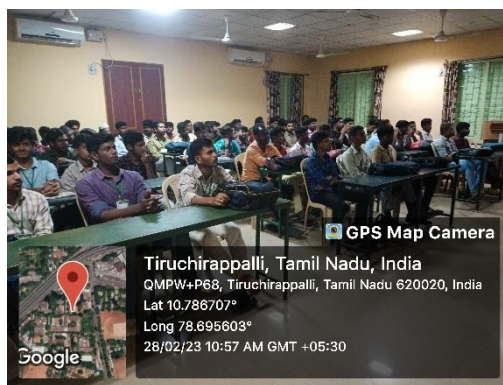 GPS Map Camera
Tiruchirappalli, Tamil Nadu, India
QMPW+P68, Tiruchirappalli, Tamil Nadu 620020, India
Lat 10.786707°
Long 78.695603°
28/02/23 10:57 AM GMT +05:30
Google